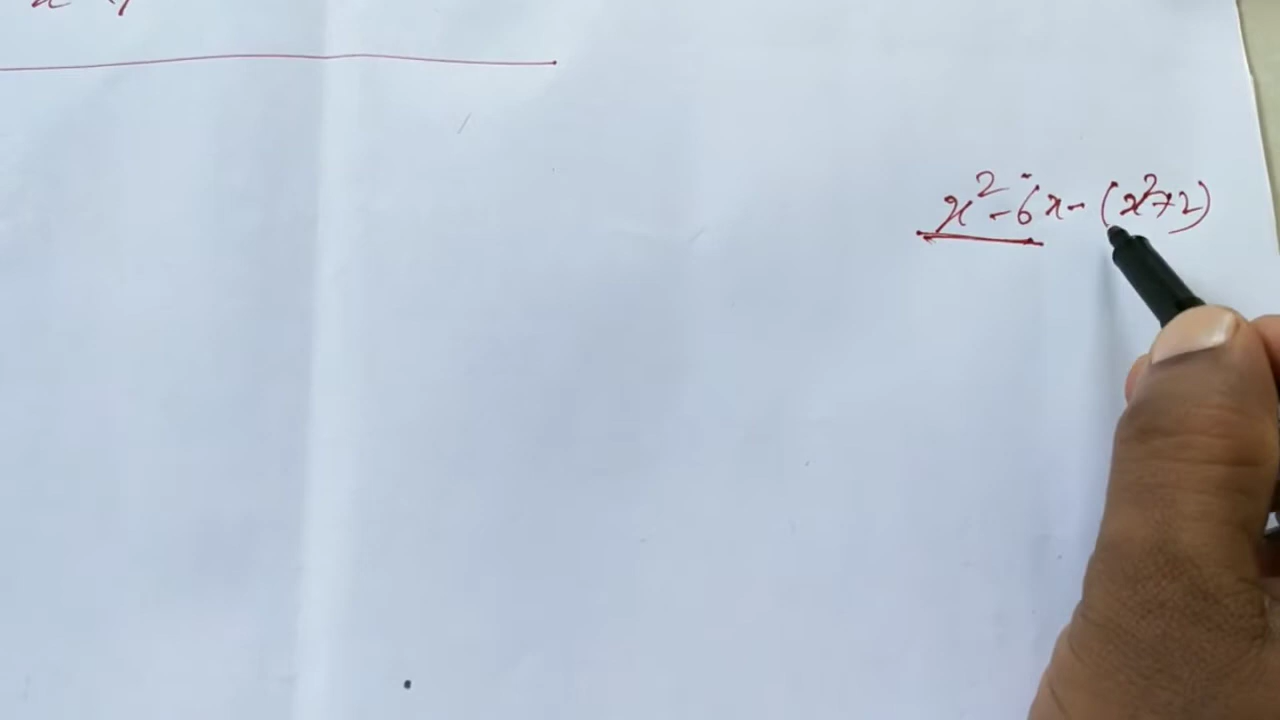 x² - 6x - (x²+2)